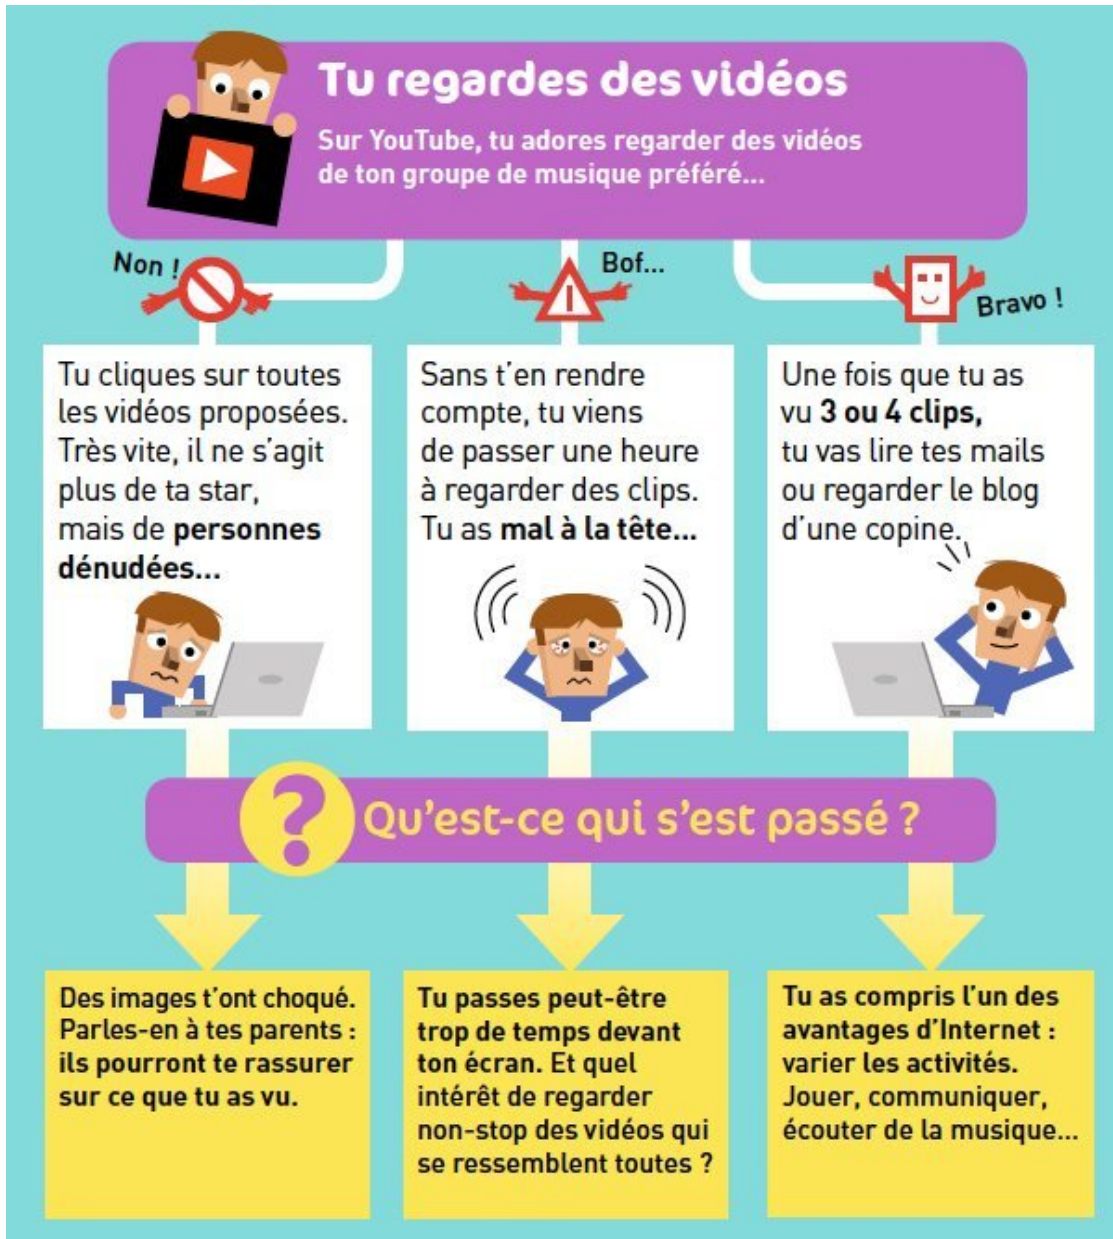 Tu regardes des vidéos
Sur YouTube, tu adores regarder des vidéos
de ton groupe de musique préféré...
Non !
Tu cliques sur toutes
les vidéos proposées.
Très vite, il ne s'agit
plus de ta star,
mais de personnes
dénudées...
Bof...
Sans t'en rendre
compte, tu viens
de passer une heure
à regarder des clips.
Tu as mal à la tête...
Bravo !
Une fois que tu as
vu 3 ou 4 clips,
tu vas lire tes mails
ou regarder le blog
d'une copine.
? Qu'est-ce qui s'est passé ?
Des images t'ont choqué.
Parles-en à tes parents :
ils pourront te rassurer
sur ce que tu as vu.
Tu passes peut-être
trop de temps devant
ton écran. Et quel
intérêt de regarder
non-stop des vidéos qui
se ressemblent toutes ?
Tu as compris l'un des
avantages d'Internet :
varier les activités.
Jouer, communiquer,
écouter de la musique...